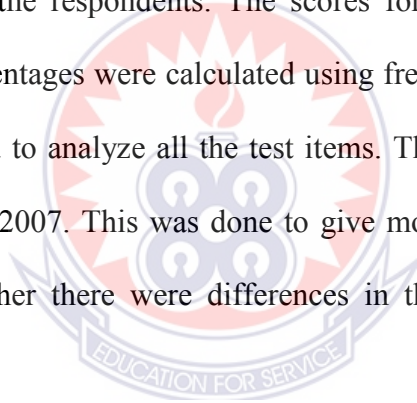 the respondents. The scores for
entages were calculated using fre
to analyze all the test items. Th
2007. This was done to give mo
her there were differences in th
EDUCATION FOR SERVICE